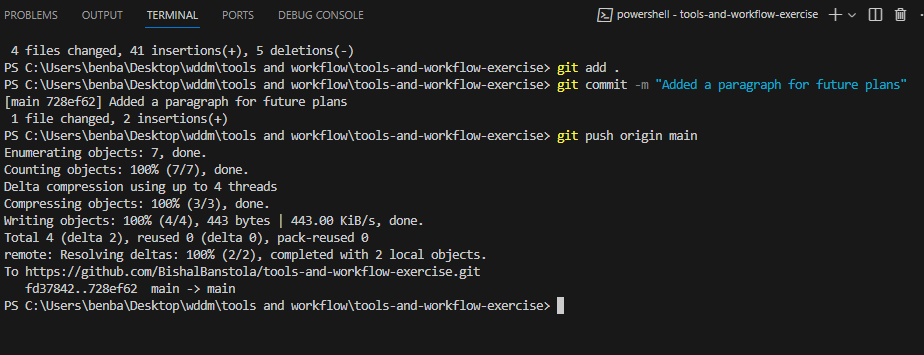 PROBLEMS OUTPUT TERMINAL PORTS DEBUG CONSOLE powershell - tools-and-workflow-exercise
4 files changed, 41 insertions(+), 5 deletions(-)
PS C:\Users\benba\Desktop\wddm\tools and workflow\tools-and-workflow-exercise> git add .
PS C:\Users\benba\Desktop\wddm\tools and workflow\tools-and-workflow-exercise> git commit -m "Added a paragraph for future plans"
[main 728ef62] Added a paragraph for future plans
1 file changed, 2 insertions(+)
PS C:\Users\benba\Desktop\wddm\tools and workflow\tools-and-workflow-exercise> git push origin main
Enumerating objects: 7, done.
Counting objects: 100% (7/7), done.
Delta compression using up to 4 threads
Compressing objects: 100% (3/3), done.
Writing objects: 100% (4/4), 443 bytes | 443.00 KiB/s, done.
Total 4 (delta 2), reused 0 (delta 0), pack-reused 0
remote: Resolving deltas: 100% (2/2), completed with 2 local objects.
To https://github.com/BishalBanstola/tools-and-workflow-exercise.git
fd37842..728ef62  main -> main
PS C:\Users\benba\Desktop\wddm\tools and workflow\tools-and-workflow-exercise>